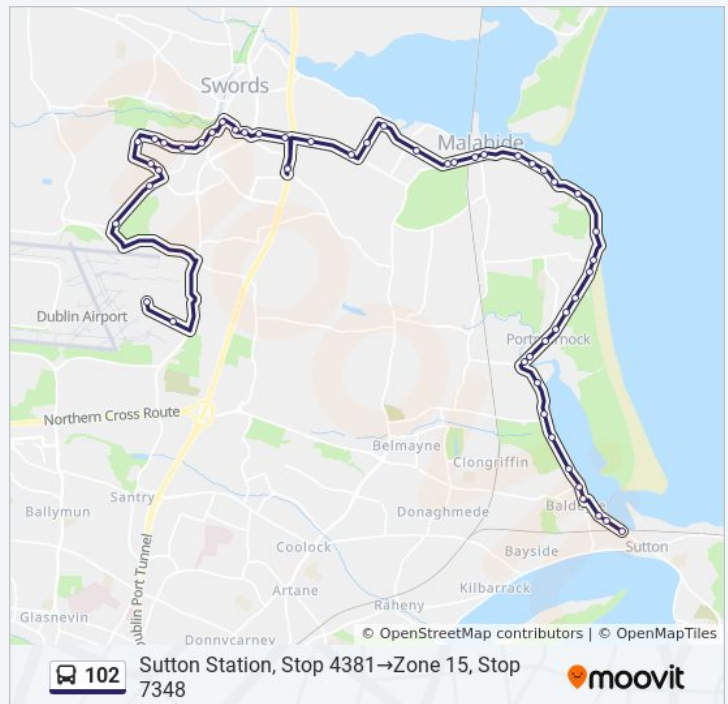 Swords
Malahide
Dublin Airport
Portmarnock
Northern Cross Route
Belmayne
Clongriffin
Santry
Ballymun
Donaghmede
Baldoyle
Dublin Port Tunnel
Coolock
Bayside
Sutton
Artane
Kilbarrack
Glasnevin
Raheny
Donnycarney
© OpenStreetMap contributors | © OpenMapTiles
102
Sutton Station, Stop 4381→Zone 15, Stop
7348
moovit